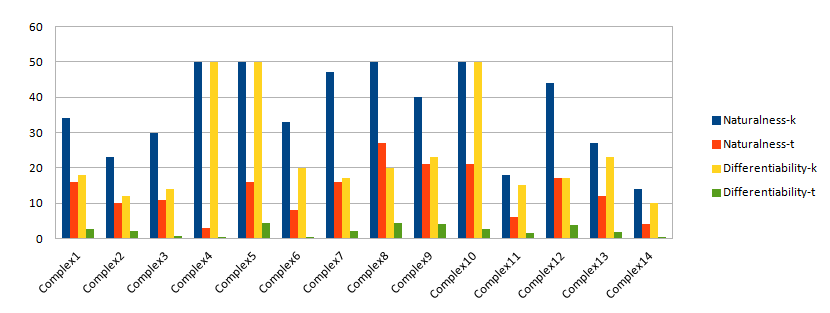 60
50
40
30
20
10
0
Complex1
Complex2
Complex3
Complex4
Complex5
Complex6
Complex7
Complex8
Complex9
Complex10
Complex11
Complex12
Complex13
Complex14
Naturalness-k
Naturalness-t
Differentiability-k
Differentiability-t